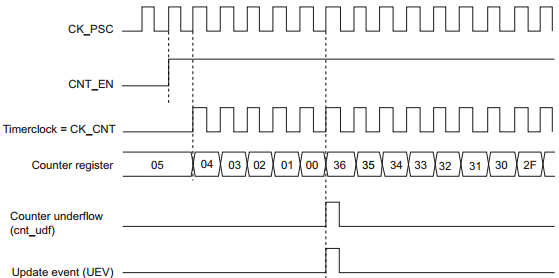 CK_PSC
CNT_EN
Timerclock = CK_CNT
Counter register 05 04 03 02 01 00 36 35 34 33 32 31 30 2F
Counter underflow
(cnt_udf)
Update event (UEV)